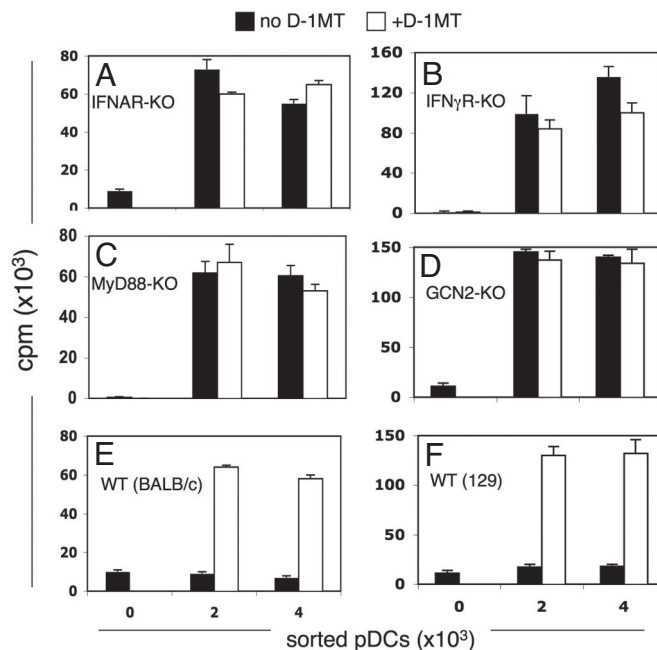 no D-1MT +D-1MT
A
IFNAR-KO
80
60
40
20
0
B
IFNγR-KO
160
120
80
40
0
C
MyD88-KO
80
60
40
20
0
D
GCN2-KO
150
100
50
0
E
WT (BALB/c)
80
60
40
20
0
0 2 4
F
WT (129)
150
100
50
0
0 2 4
cpm (x10³)
sorted pDCs (x10³)